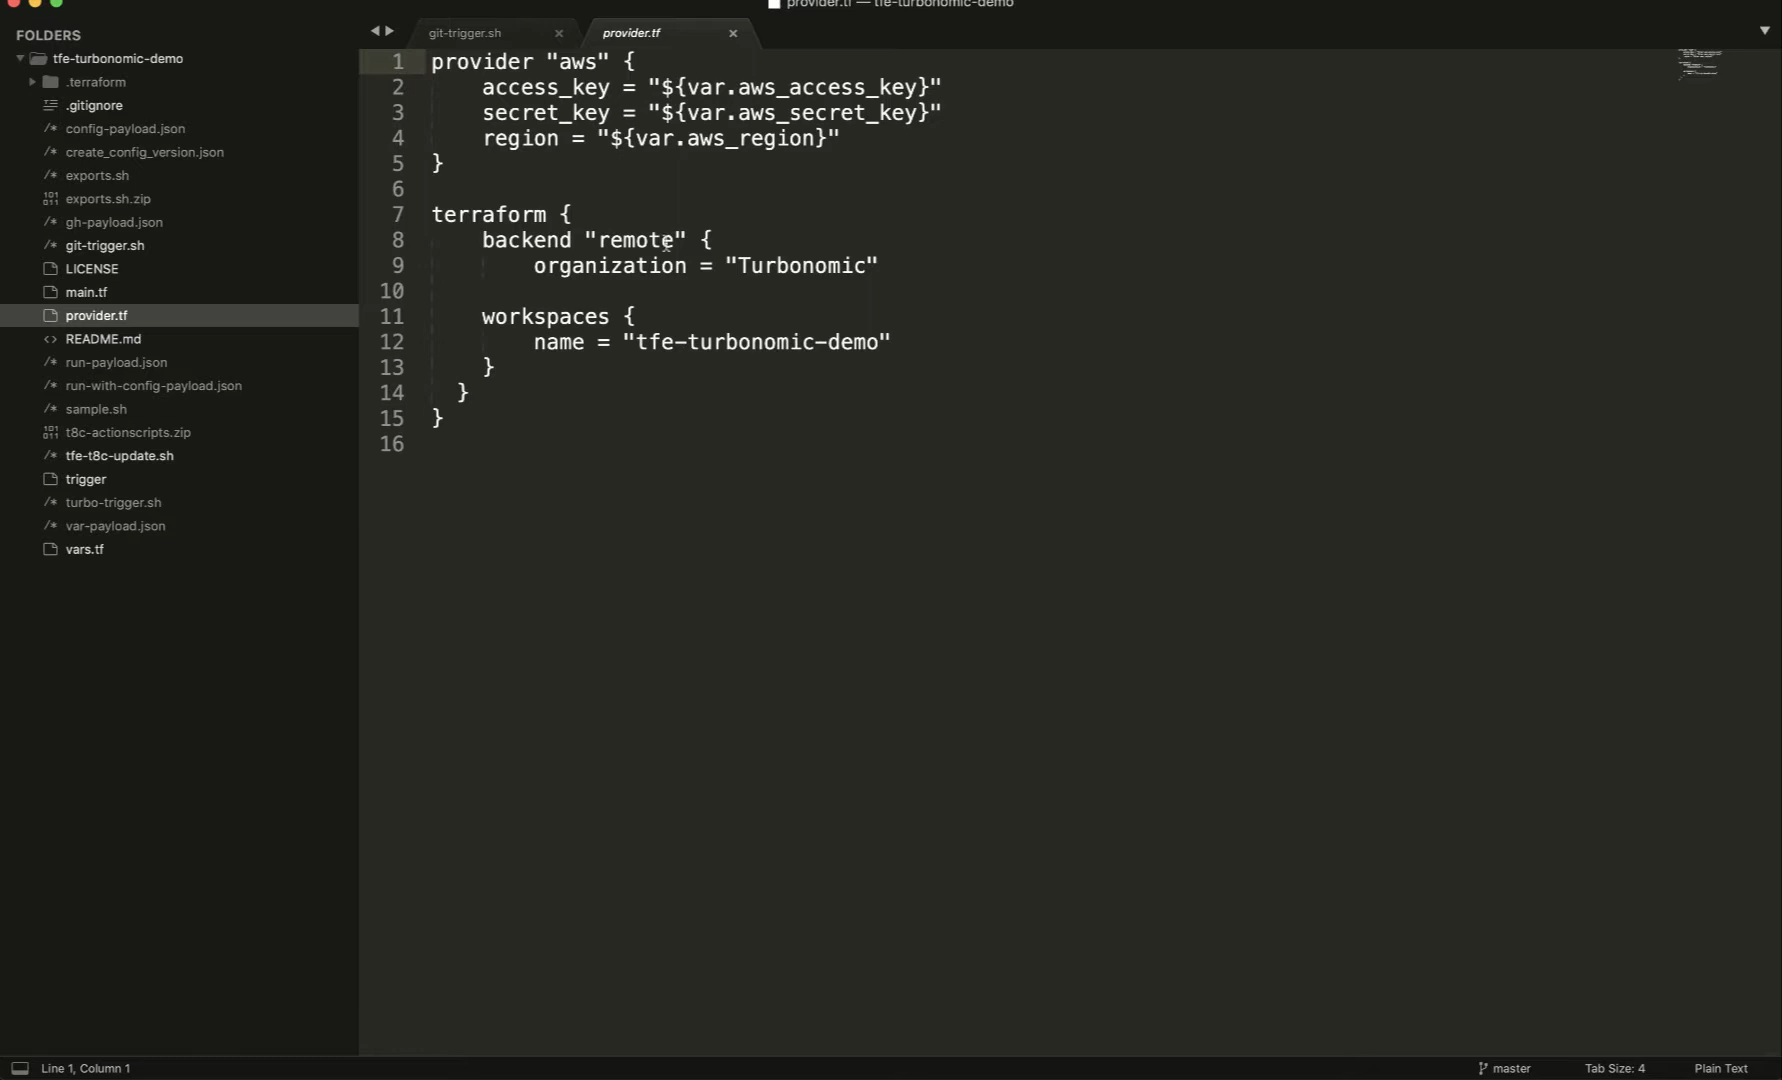 provider.tf — tfe-turbonomic-demo
FOLDERS
tfe-turbonomic-demo
.terraform
.gitignore
config-payload.json
create_config_version.json
exports.sh
exports.sh.zip
gh-payload.json
git-trigger.sh
LICENSE
main.tf
provider.tf
README.md
run-payload.json
run-with-config-payload.json
sample.sh
t8c-actionscripts.zip
tfe-t8c-update.sh
trigger
turbo-trigger.sh
var-payload.json
vars.tf
git-trigger.sh
provider.tf
1 provider "aws" {
2 access_key = "${var.aws_access_key}"
3 secret_key = "${var.aws_secret_key}"
4 region = "${var.aws_region}"
5 }
6
7 terraform {
8 backend "remote" {
9 organization = "Turbonomic"
10
11 workspaces {
12 name = "tfe-turbonomic-demo"
13 }
14 }
15 }
16
Line 1, Column 1
master
Tab Size: 4
Plain Text